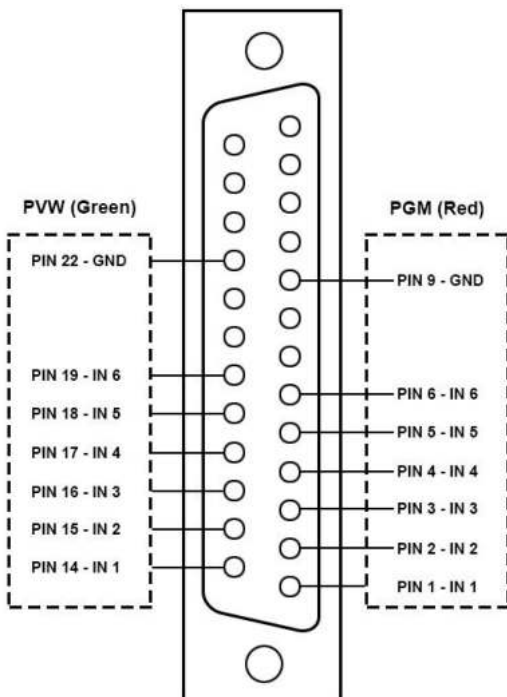 PVW (Green)
PIN 22 - GND
PIN 19 - IN 6
PIN 18 - IN 5
PIN 17 - IN 4
PIN 16 - IN 3
PIN 15 - IN 2
PIN 14 - IN 1
PGM (Red)
PIN 9 - GND
PIN 6 - IN 6
PIN 5 - IN 5
PIN 4 - IN 4
PIN 3 - IN 3
PIN 2 - IN 2
PIN 1 - IN 1